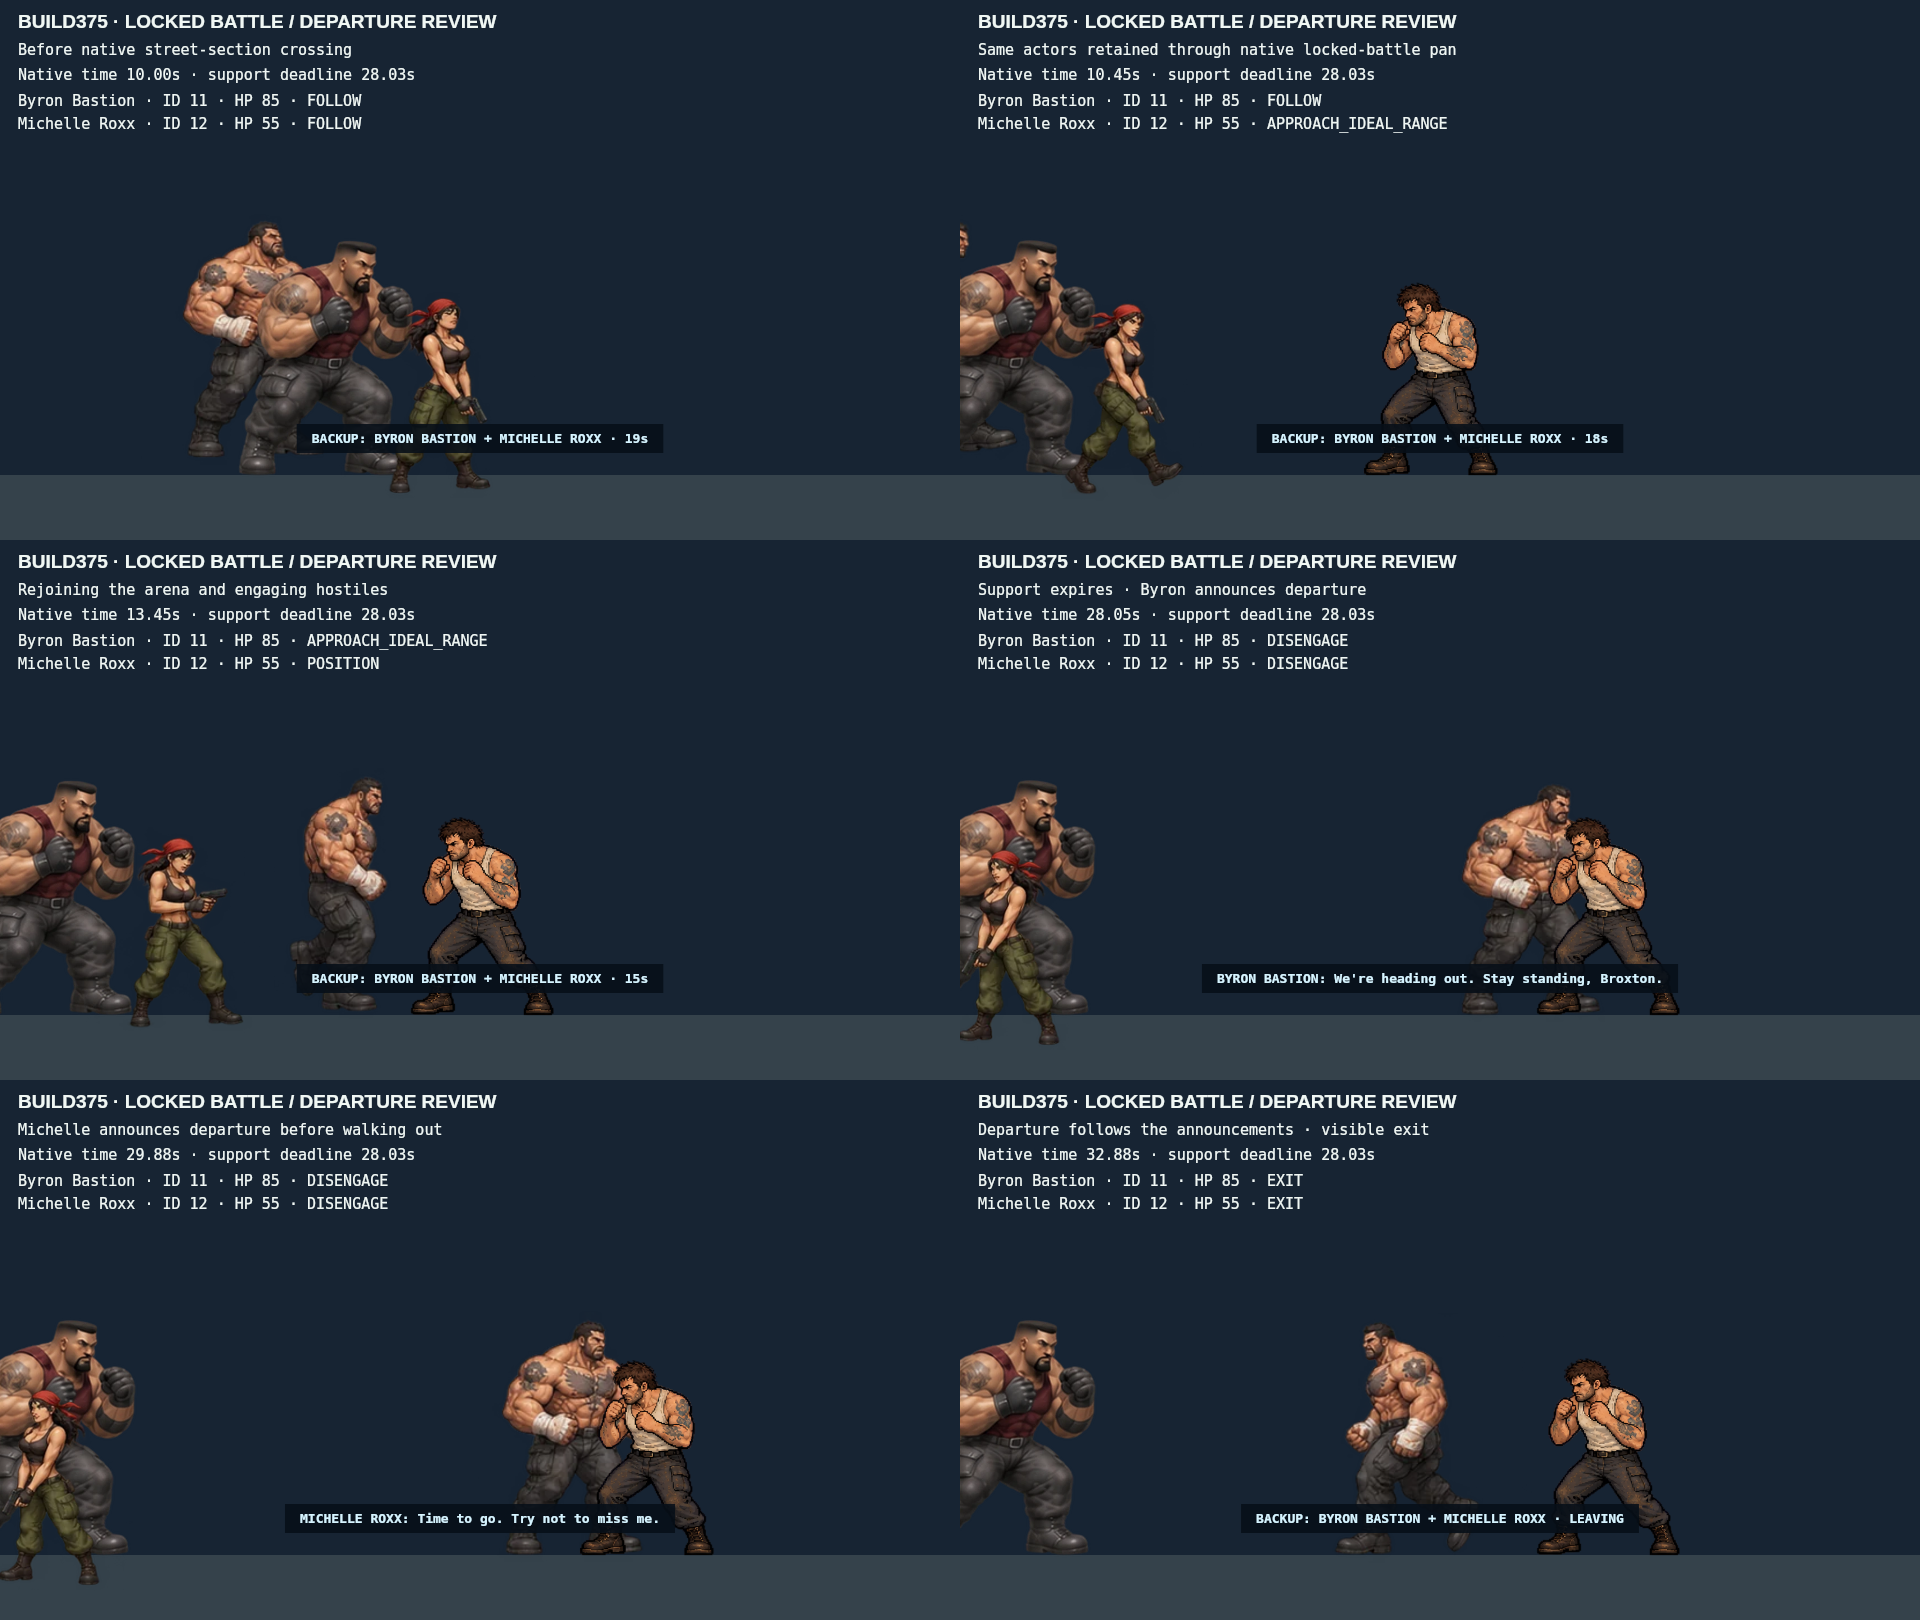 BUILD375 · LOCKED BATTLE / DEPARTURE REVIEW
Before native street-section crossing
Native time 10.00s · support deadline 28.03s
Byron Bastion · ID 11 · HP 85 · FOLLOW
Michelle Roxx · ID 12 · HP 55 · FOLLOW
BACKUP: BYRON BASTION + MICHELLE ROXX · 19s
BUILD375 · LOCKED BATTLE / DEPARTURE REVIEW
Same actors retained through native locked-battle pan
Native time 10.45s · support deadline 28.03s
Byron Bastion · ID 11 · HP 85 · FOLLOW
Michelle Roxx · ID 12 · HP 55 · APPROACH_IDEAL_RANGE
BACKUP: BYRON BASTION + MICHELLE ROXX · 18s
BUILD375 · LOCKED BATTLE / DEPARTURE REVIEW
Rejoining the arena and engaging hostiles
Native time 13.45s · support deadline 28.03s
Byron Bastion · ID 11 · HP 85 · APPROACH_IDEAL_RANGE
Michelle Roxx · ID 12 · HP 55 · POSITION
BACKUP: BYRON BASTION + MICHELLE ROXX · 15s
BUILD375 · LOCKED BATTLE / DEPARTURE REVIEW
Support expires · Byron announces departure
Native time 28.05s · support deadline 28.03s
Byron Bastion · ID 11 · HP 85 · DISENGAGE
Michelle Roxx · ID 12 · HP 55 · DISENGAGE
BYRON BASTION: We're heading out. Stay standing, Broxton.
BUILD375 · LOCKED BATTLE / DEPARTURE REVIEW
Michelle announces departure before walking out
Native time 29.88s · support deadline 28.03s
Byron Bastion · ID 11 · HP 85 · DISENGAGE
Michelle Roxx · ID 12 · HP 55 · DISENGAGE
MICHELLE ROXX: Time to go. Try not to miss me.
BUILD375 · LOCKED BATTLE / DEPARTURE REVIEW
Departure follows the announcements · visible exit
Native time 32.88s · support deadline 28.03s
Byron Bastion · ID 11 · HP 85 · EXIT
Michelle Roxx · ID 12 · HP 55 · EXIT
BACKUP: BYRON BASTION + MICHELLE ROXX · LEAVING